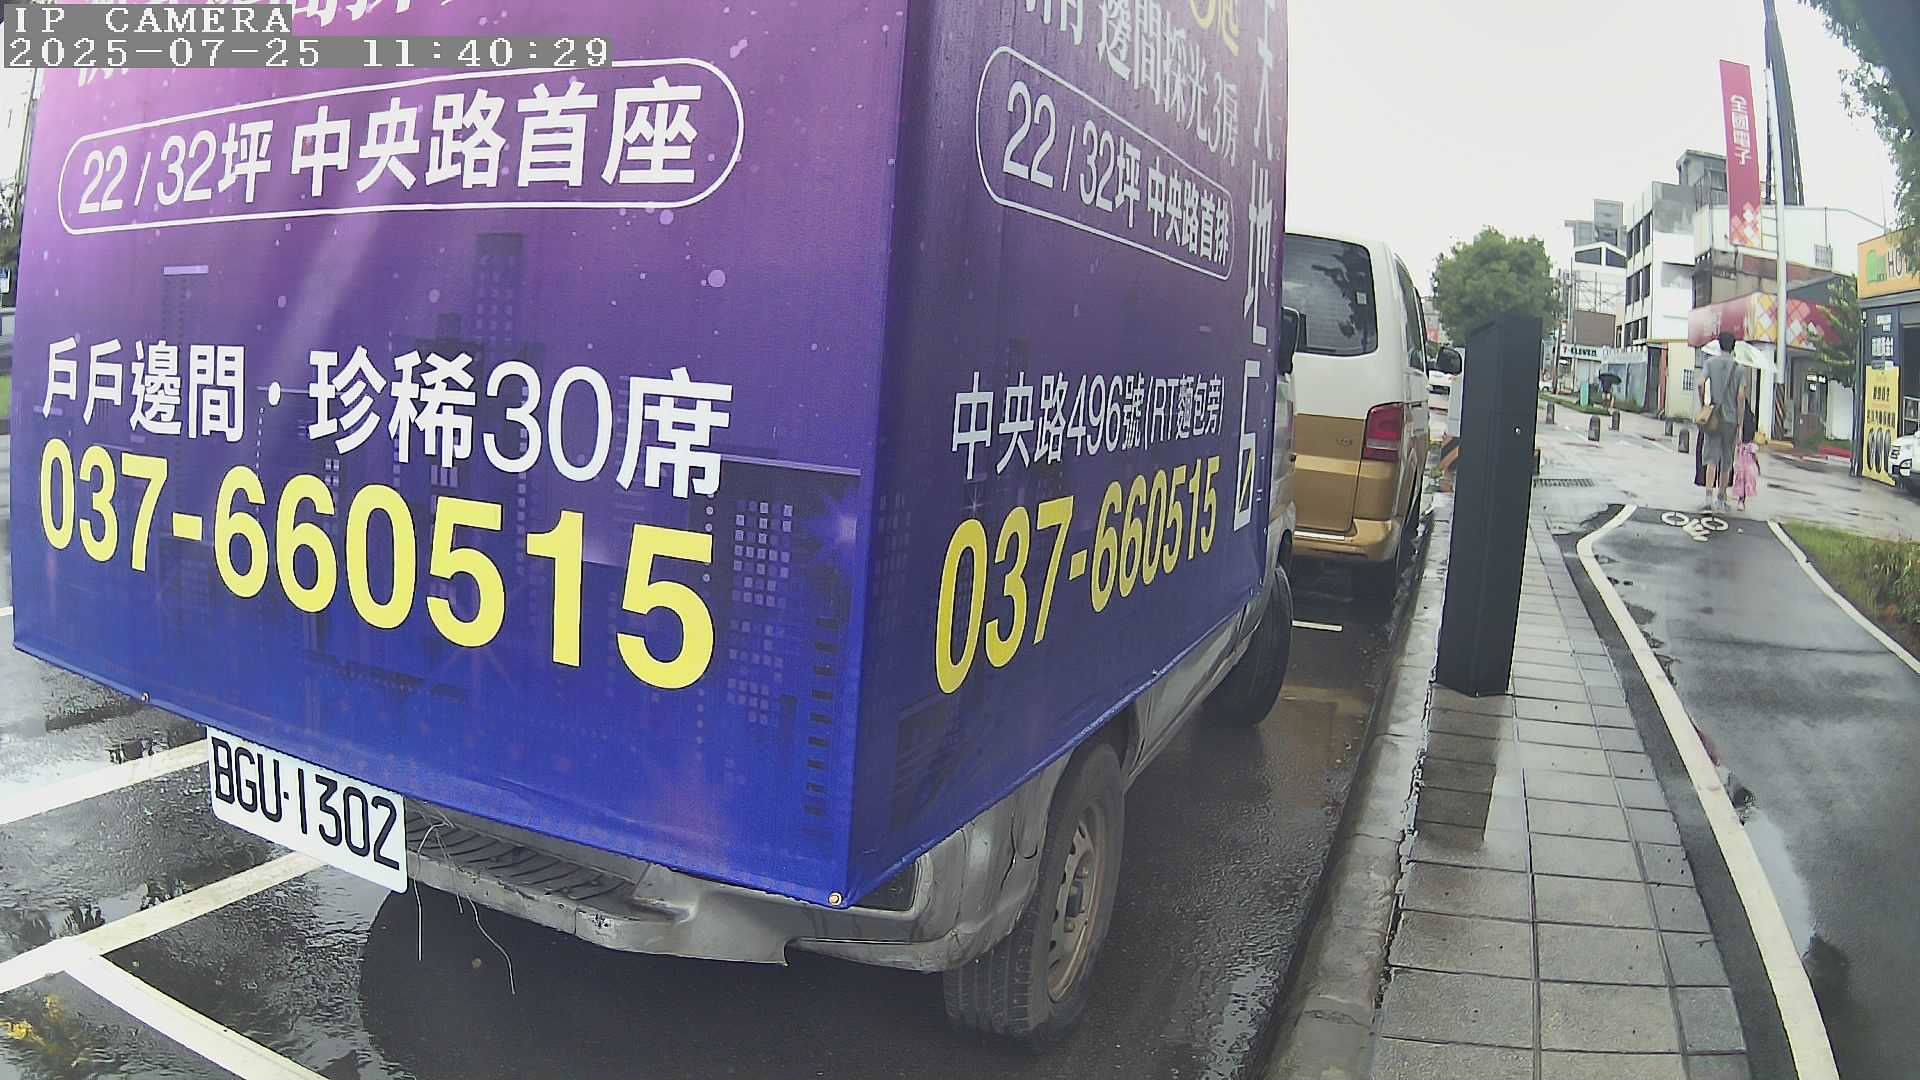 IP CAMERA
2025-07-25 11:40:29
22/32坪 中央路首座
戶戶邊間・珍稀30席
037-660515
BGU-1302
邊間採光3房
22/32坪 中央路首排
中央路496號(RT麵包旁)
037-660515
全國電子
7-ELEVEN